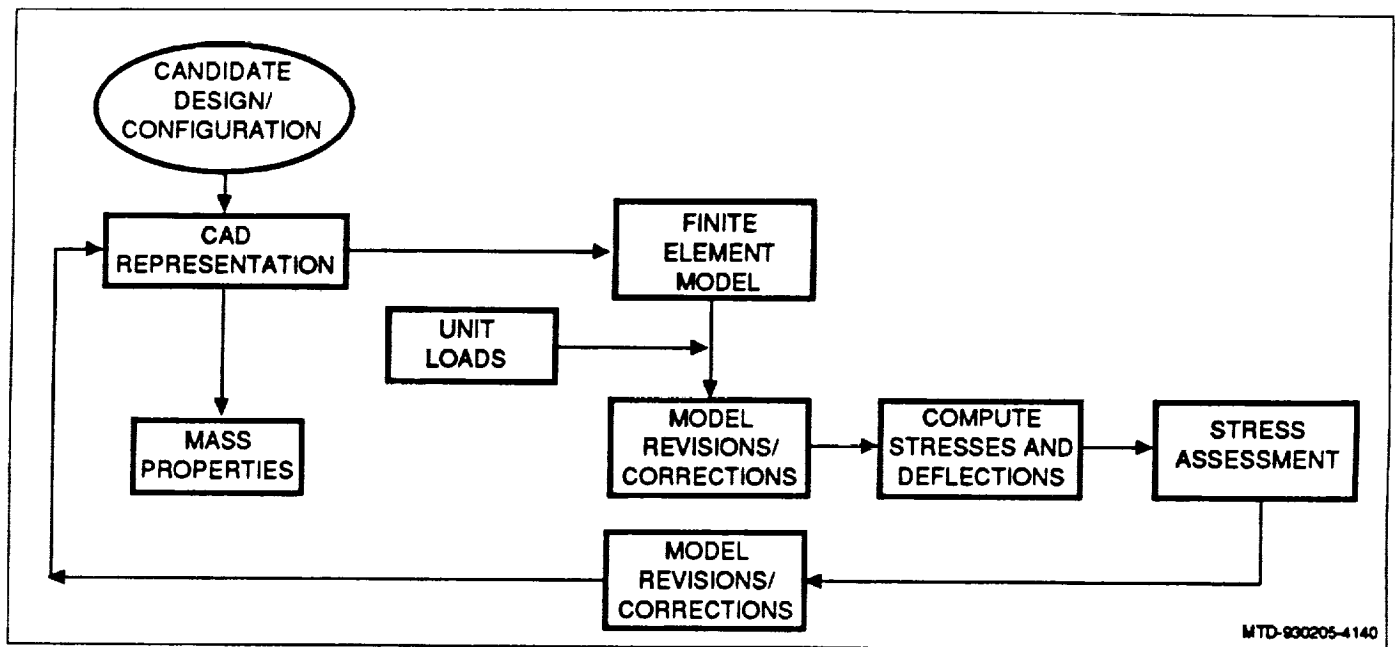 CANDIDATE
DESIGN/
CONFIGURATION
CAD
REPRESENTATION
FINITE
ELEMENT
MODEL
UNIT
LOADS
MASS
PROPERTIES
MODEL
REVISIONS/
CORRECTIONS
COMPUTE
STRESSES AND
DEFLECTIONS
STRESS
ASSESSMENT
MODEL
REVISIONS/
CORRECTIONS
MTD-930205-4140